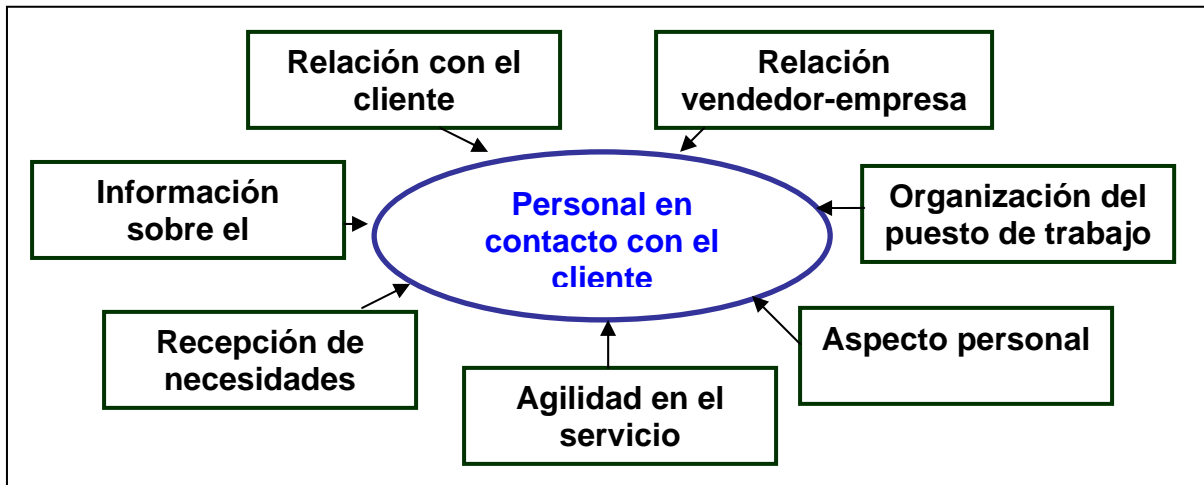 Relación con el
cliente
Relación
vendedor-empresa
Información
sobre el
Personal en
contacto con el
cliente
Organización del
puesto de trabajo
Recepción de
necesidades
Agilidad en el
servicio
Aspecto personal